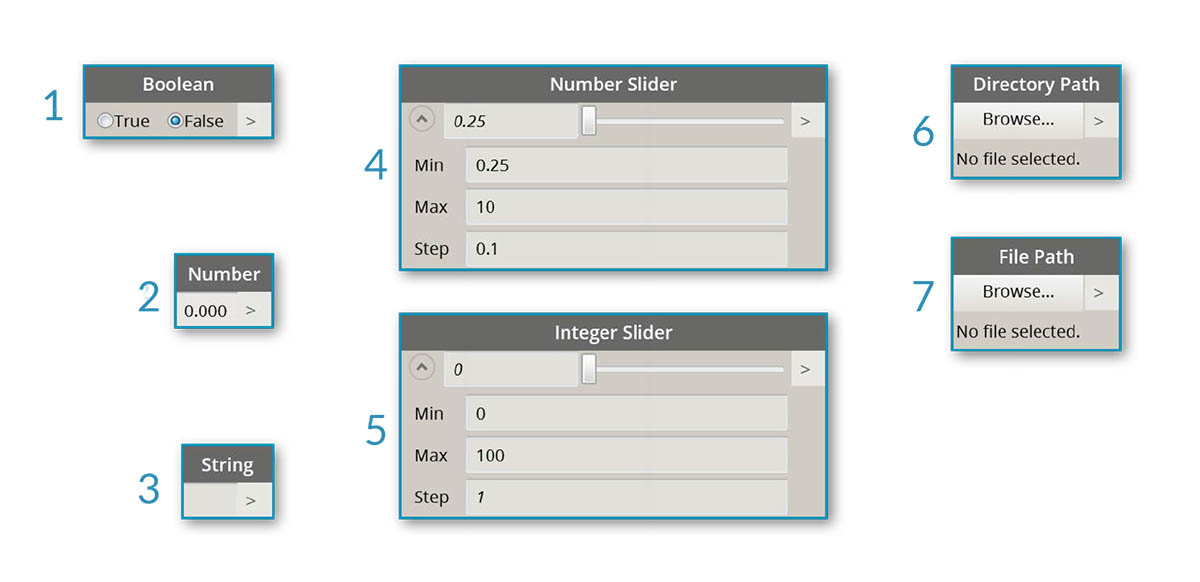 1
Boolean
True False >
2
Number
0.000 >
3
String
>
4
Number Slider
0.25 >
Min 0.25
Max 10
Step 0.1
5
Integer Slider
0 >
Min 0
Max 100
Step 1
6
Directory Path
Browse... >
No file selected.
7
File Path
Browse... >
No file selected.